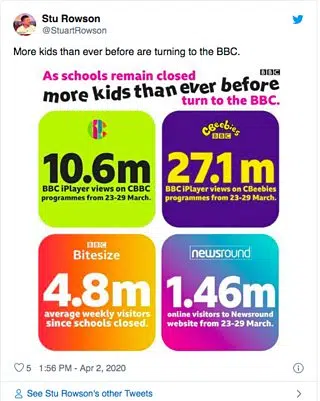 Stu Rowson
@StuartRowson
More kids than ever before are turning to the BBC.
As schools remain closed
BBC
more kids than ever before
turn to the BBC.
10.6m
BBC iPlayer views on CBBC
programmes from 23-29 March.
CBeebies
BBC
27.1m
BBC iPlayer views on CBeebies
programmes from 23-29 March.
BBC
Bitesize
4.8m
average weekly visitors
since schools closed.
newsround
1.46m
online visitors to Newsround
website from 23-29 March.
5 1:56 PM - Apr 2, 2020
See Stu Rowson's other Tweets